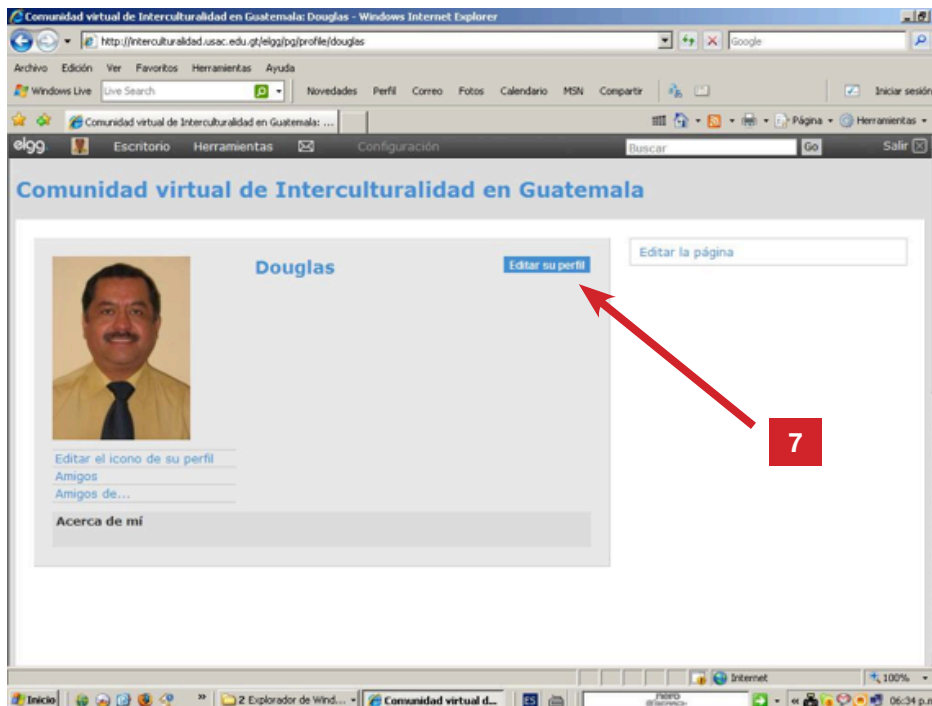 Comunidad virtual de Interculturalidad en Guatemala: Douglas - Windows Internet Explorer
http://interculturalidad.usac.edu.gt/elgg/pg/profile/douglas
Google
Archivo Edición Ver Favoritos Herramientas Ayuda
Windows Live Live Search Novedades Perfil Correo Fotos Calendario MSN Compartir Iniciar sesión
Comunidad virtual de Interculturalidad en Guatemala: ... Página Herramientas
elgg Escritorio Herramientas Configuración Buscar Go Salir
Comunidad virtual de Interculturalidad en Guatemala
Douglas
Editar su perfil
Editar la página
7
Editar el icono de su perfil
Amigos
Amigos de...
Acerca de mí
Internet 100%
Inicio 2 Explorador de Wind... Comunidad virtual d... ES nero 06:34 p.m